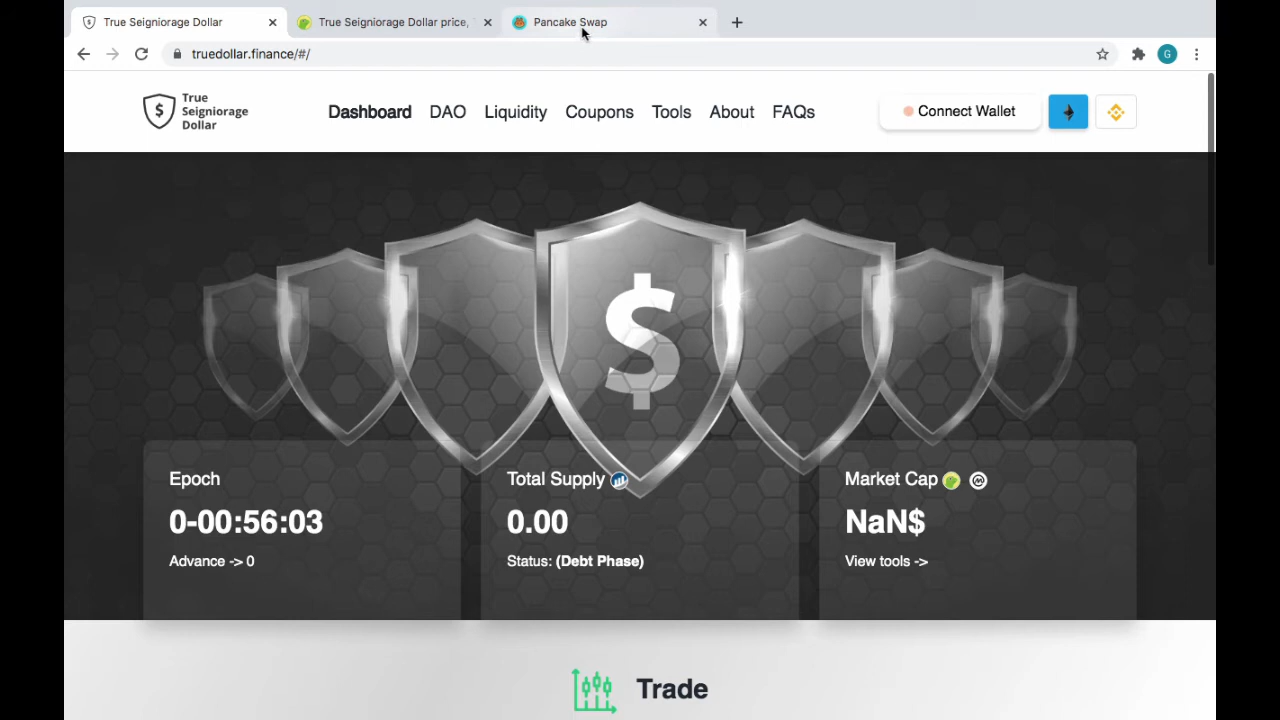 True Seigniorage Dollar
True Seigniorage Dollar price,
Pancake Swap
truedollar.finance/#/
G
True
Seigniorage
Dollar
$
Dashboard DAO Liquidity Coupons Tools About FAQs
Connect Wallet
$
Epoch
0-00:56:03
Advance -> 0
Total Supply
0.00
Status: (Debt Phase)
Market Cap
NaN$
View tools ->
Trade